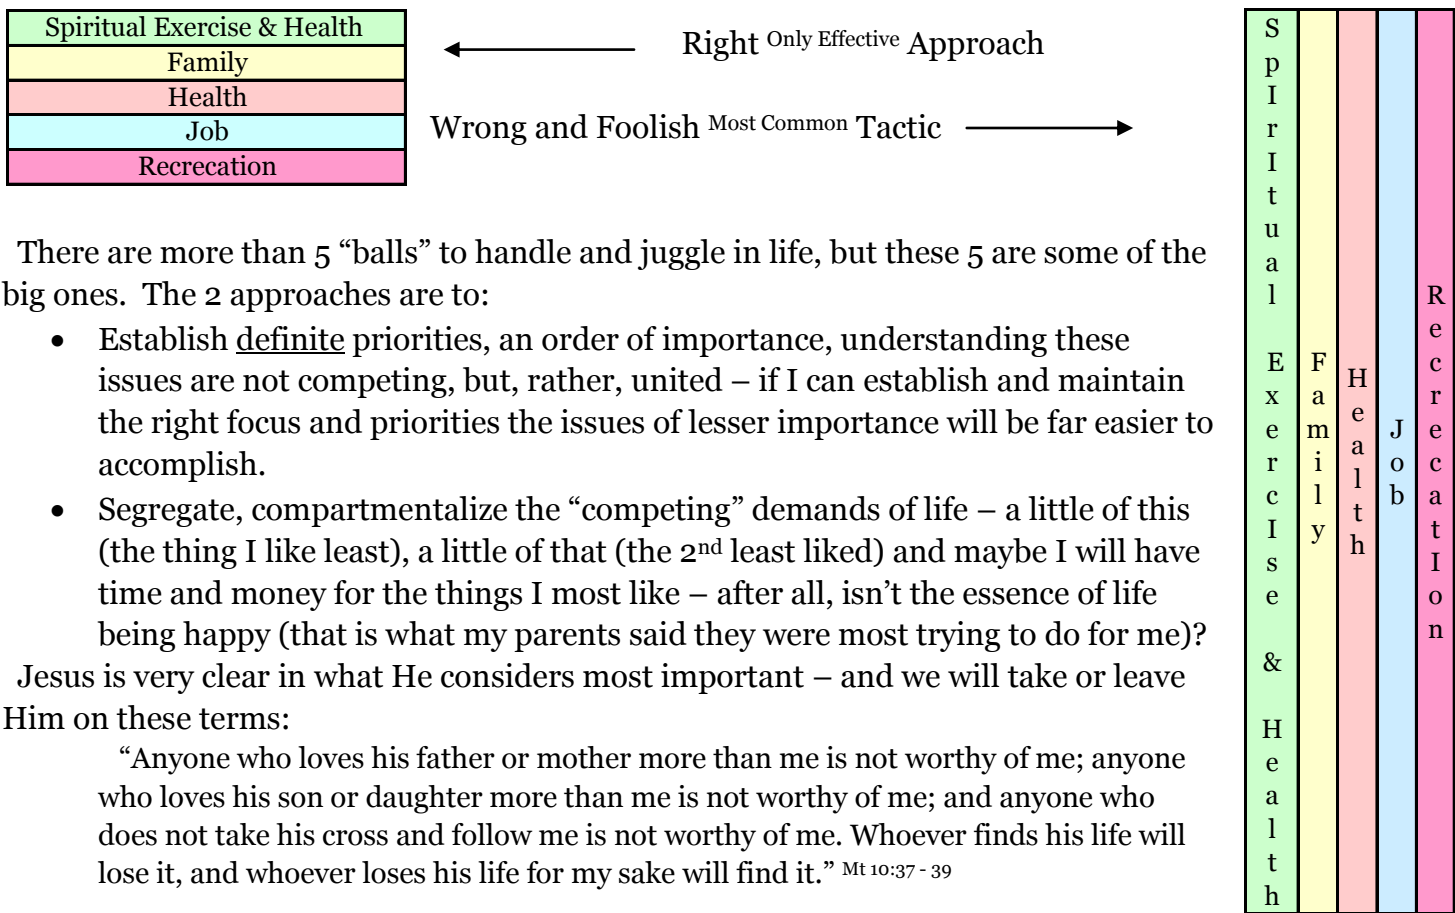 Spiritual Exercise & Health
Family
Health
Job
Recrecation
Right Only Effective Approach
Wrong and Foolish Most Common Tactic
There are more than 5 “balls” to handle and juggle in life, but these 5 are some of the
big ones. The 2 approaches are to:
• Establish definite priorities, an order of importance, understanding these
issues are not competing, but, rather, united – if I can establish and maintain
the right focus and priorities the issues of lesser importance will be far easier to
accomplish.
• Segregate, compartmentalize the “competing” demands of life – a little of this
(the thing I like least), a little of that (the 2nd least liked) and maybe I will have
time and money for the things I most like – after all, isn’t the essence of life
being happy (that is what my parents said they were most trying to do for me)?
Jesus is very clear in what He considers most important – and we will take or leave
Him on these terms:
“Anyone who loves his father or mother more than me is not worthy of me; anyone
who loves his son or daughter more than me is not worthy of me; and anyone who
does not take his cross and follow me is not worthy of me. Whoever finds his life will
lose it, and whoever loses his life for my sake will find it.” Mt 10:37 - 39
SpIrItual ExercIse & Health
Family
Health
Job
RecrecatIon